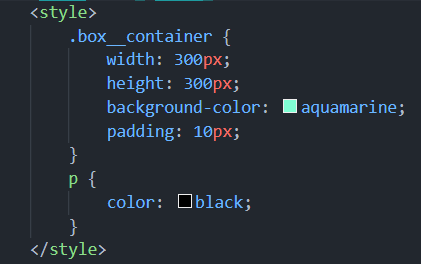 <style>
    .box__container {
        width: 300px;
        height: 300px;
        background-color: aquamarine;
        padding: 10px;
    }
    p {
        color: black;
    }
</style>